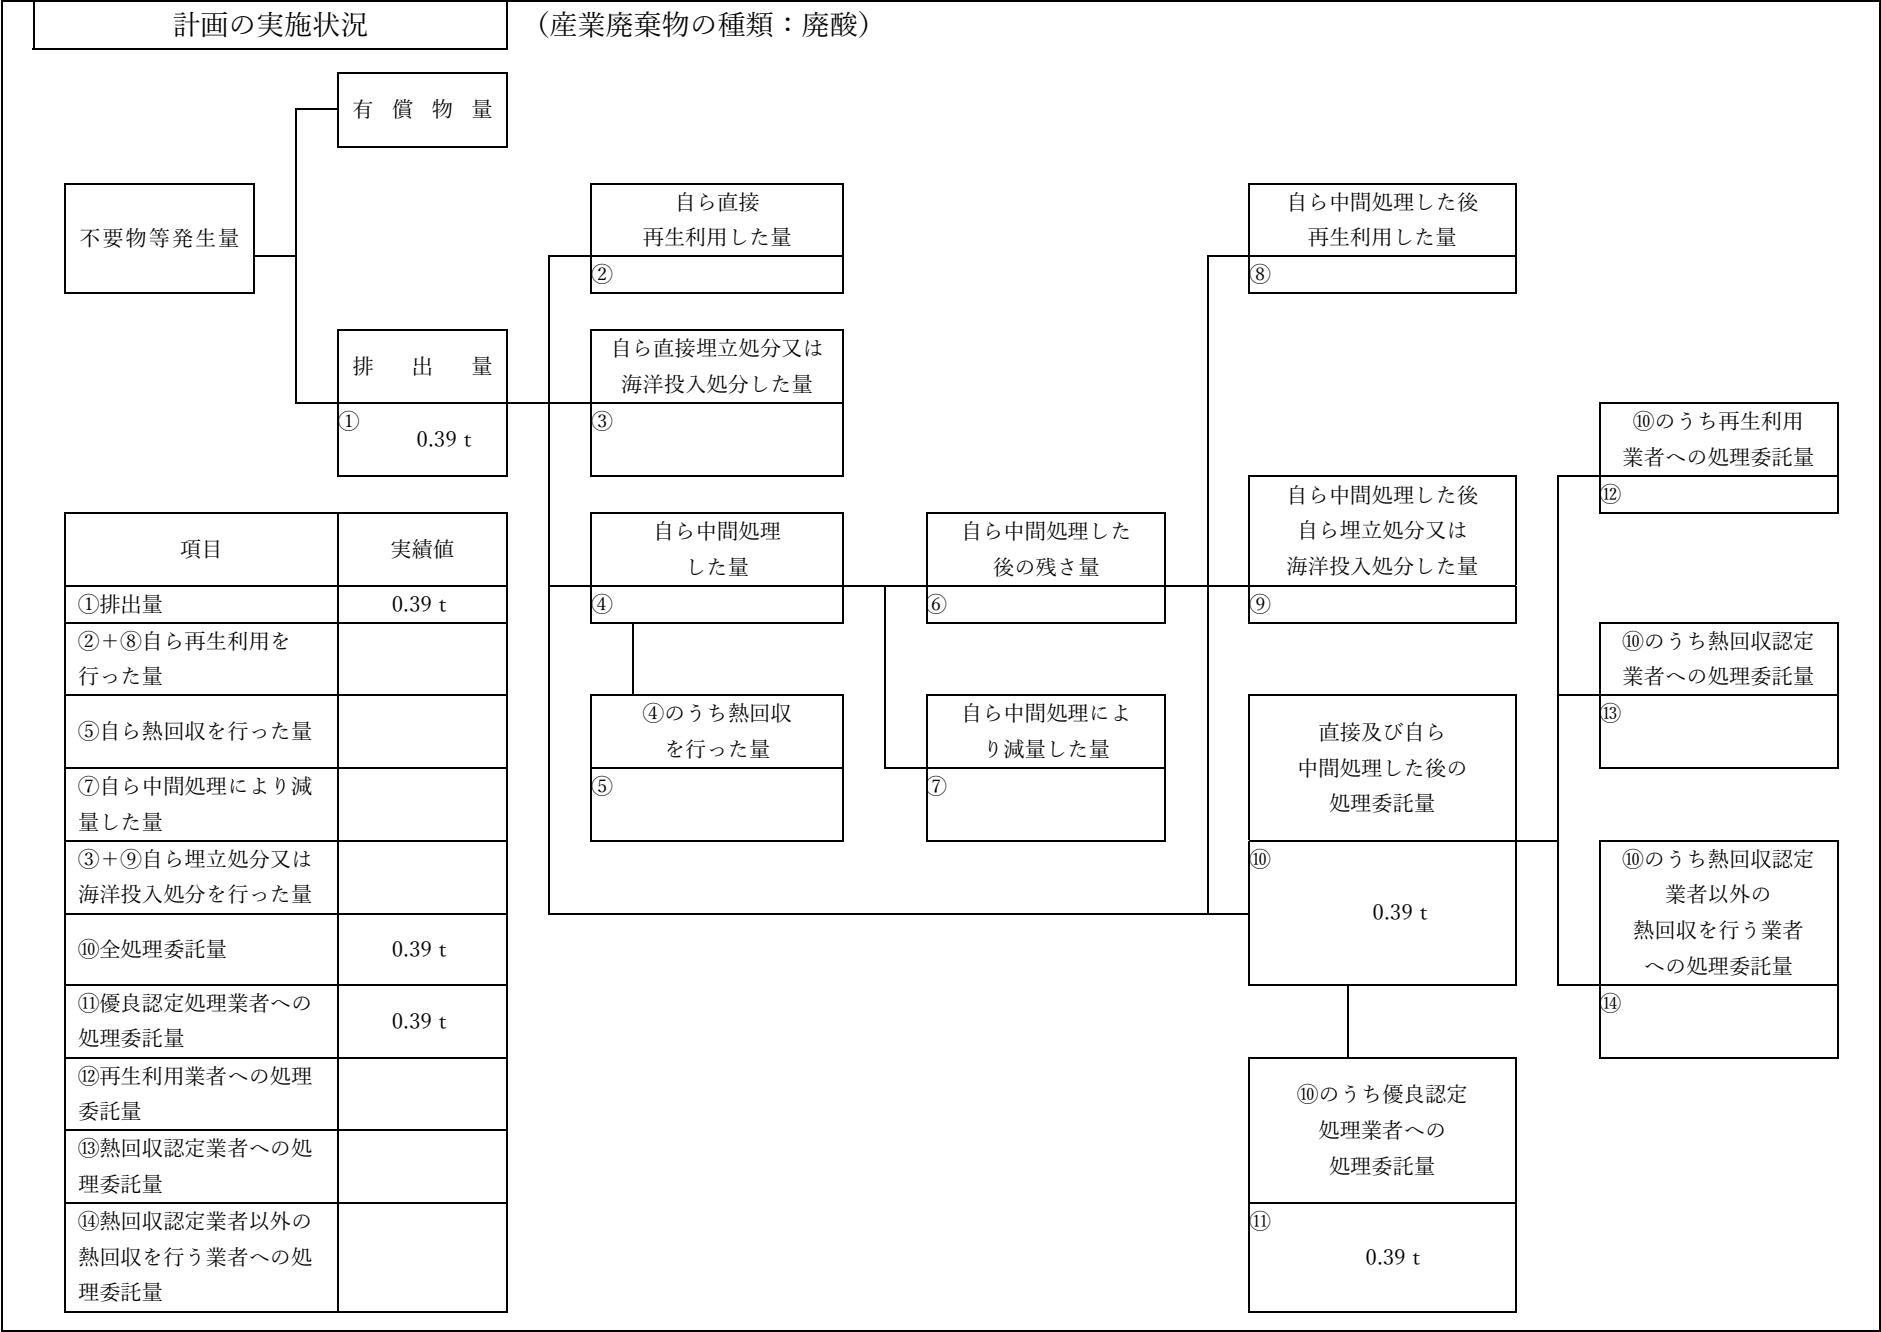 計画の実施状況
（産業廃棄物の種類：廃酸）
有償物量
不要物等発生量
自ら直接
再生利用した量
②
自ら中間処理した後
再生利用した量
⑧
排出量
①
0.39 t
自ら直接埋立処分又は
海洋投入処分した量
③
⑩のうち再生利用
業者への処理委託量
⑫
自ら中間処理
した量
④
自ら中間処理した
後の残さ量
⑥
自ら中間処理した後
自ら埋立処分又は
海洋投入処分した量
⑨
⑩のうち熱回収認定
業者への処理委託量
⑬
④のうち熱回収
を行った量
⑤
自ら中間処理によ
り減量した量
⑦
直接及び自ら
中間処理した後の
処理委託量
⑩
0.39 t
⑩のうち熱回収認定
業者以外の
熱回収を行う業者
への処理委託量
⑭
⑩のうち優良認定
処理業者への
処理委託量
⑪
0.39 t
項目 実績値
①排出量 0.39 t
②＋⑧自ら再生利用を
行った量
⑤自ら熱回収を行った量
⑦自ら中間処理により減
量した量
③＋⑨自ら埋立処分又は
海洋投入処分を行った量
⑩全処理委託量 0.39 t
⑪優良認定処理業者への
処理委託量
0.39 t
⑫再生利用業者への処理
委託量
⑬熱回収認定業者への処
理委託量
⑭熱回収認定業者以外の
熱回収を行う業者への処
理委託量